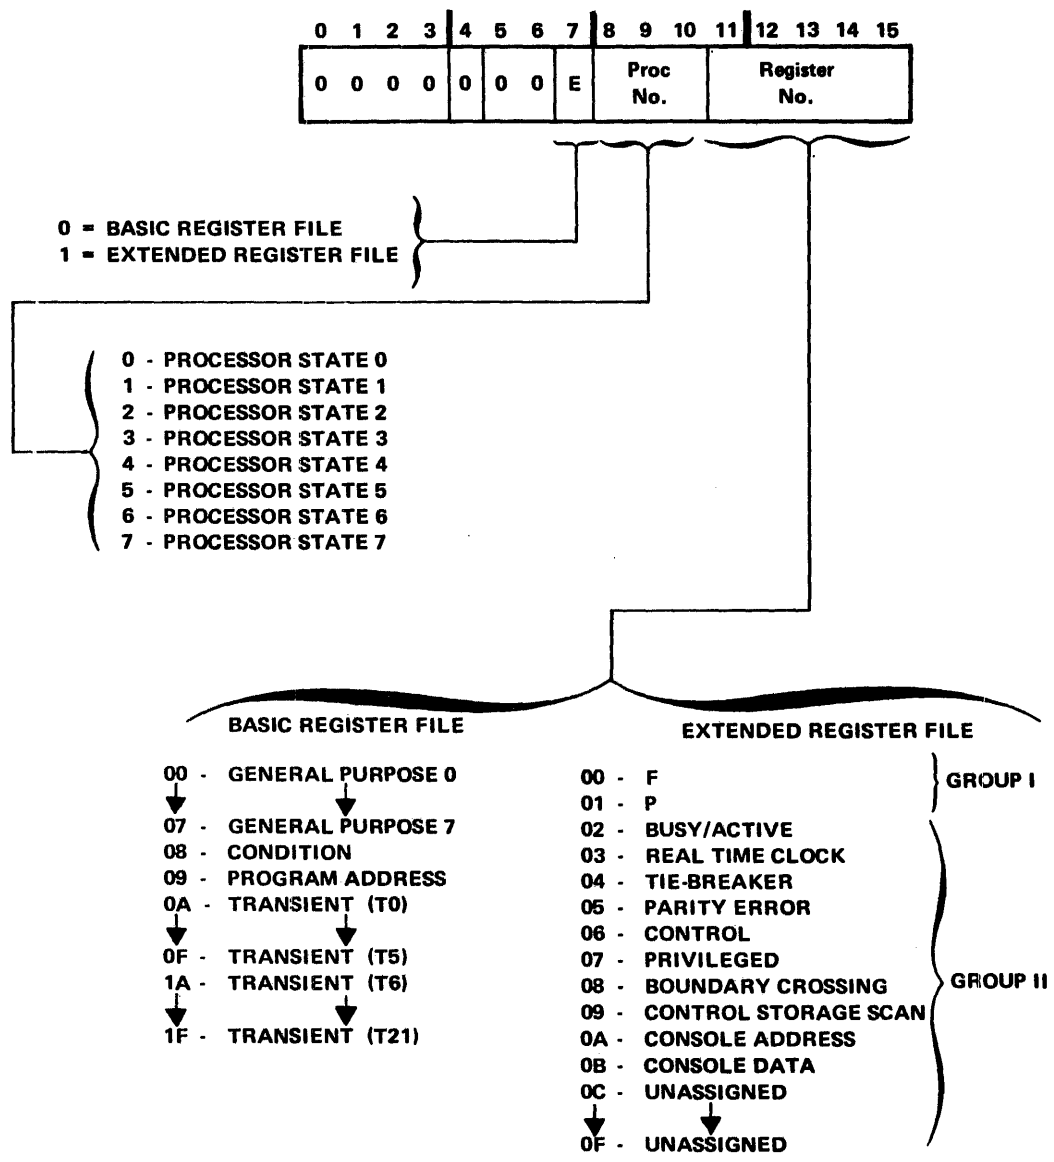 0 1 2 3 4 5 6 7 8 9 10 11 12 13 14 15
0 0 0 0 0 0 0 E Proc No. Register No.
0 = BASIC REGISTER FILE
1 = EXTENDED REGISTER FILE
0 - PROCESSOR STATE 0
1 - PROCESSOR STATE 1
2 - PROCESSOR STATE 2
3 - PROCESSOR STATE 3
4 - PROCESSOR STATE 4
5 - PROCESSOR STATE 5
6 - PROCESSOR STATE 6
7 - PROCESSOR STATE 7
BASIC REGISTER FILE
00 - GENERAL PURPOSE 0
07 - GENERAL PURPOSE 7
08 - CONDITION
09 - PROGRAM ADDRESS
0A - TRANSIENT (T0)
0F - TRANSIENT (T5)
1A - TRANSIENT (T6)
1F - TRANSIENT (T21)
EXTENDED REGISTER FILE
00 - F
01 - P
GROUP I
02 - BUSY/ACTIVE
03 - REAL TIME CLOCK
04 - TIE-BREAKER
05 - PARITY ERROR
06 - CONTROL
07 - PRIVILEGED
08 - BOUNDARY CROSSING
09 - CONTROL STORAGE SCAN
0A - CONSOLE ADDRESS
0B - CONSOLE DATA
0C - UNASSIGNED
0F - UNASSIGNED
GROUP II